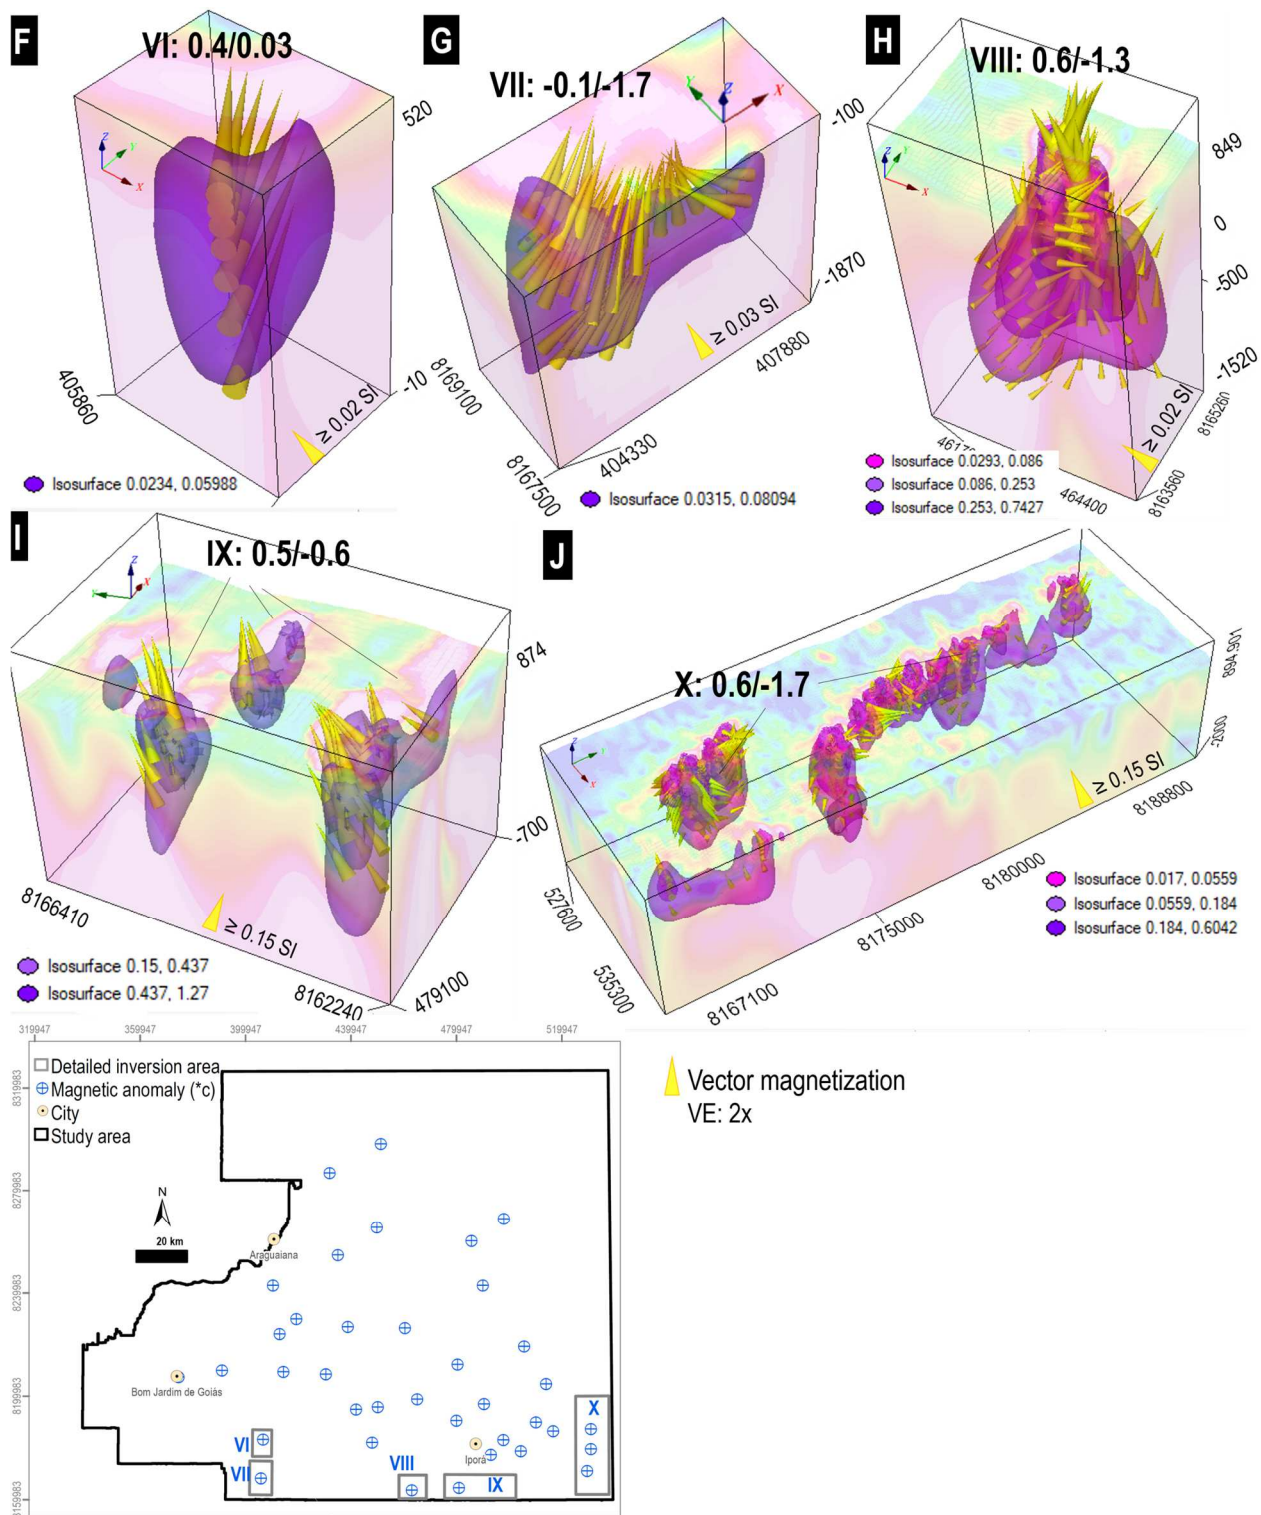 F
VI: 0.4/0.03
520
Z
Y
X
-10
405860
≥ 0.02 SI
Isosurface 0.0234, 0.05988
G
VII: -0.1/-1.7
Y
Z
X
-100
-1870
≥ 0.03 SI
407880
8169100
404330
8167500
Isosurface 0.0315, 0.08094
H
VIII: 0.6/-1.3
849
Z
Y
X
0
-500
-1520
≥ 0.02 SI
8165260
8163560
464400
Isosurface 0.0293, 0.086
Isosurface 0.086, 0.253
Isosurface 0.253, 0.7427
I
IX: 0.5/-0.6
Z
X
874
-700
8166410
≥ 0.15 SI
8162240
479100
Isosurface 0.15, 0.437
Isosurface 0.437, 1.27
J
X: 0.6/-1.7
894.901
-2000
Z
X
≥ 0.15 SI
8188800
8180000
8175000
8167100
527600
535300
Isosurface 0.017, 0.0559
Isosurface 0.0559, 0.184
Isosurface 0.184, 0.6042
319947
359947
399947
439947
479947
519947
8319983
8279983
8239983
8199983
8159983
Detailed inversion area
Magnetic anomaly (*c)
City
Study area
N
20 km
Araguaiana
Bom Jardim de Goiás
Iporá
VI
VII
VIII
IX
X
Vector magnetization
VE: 2x